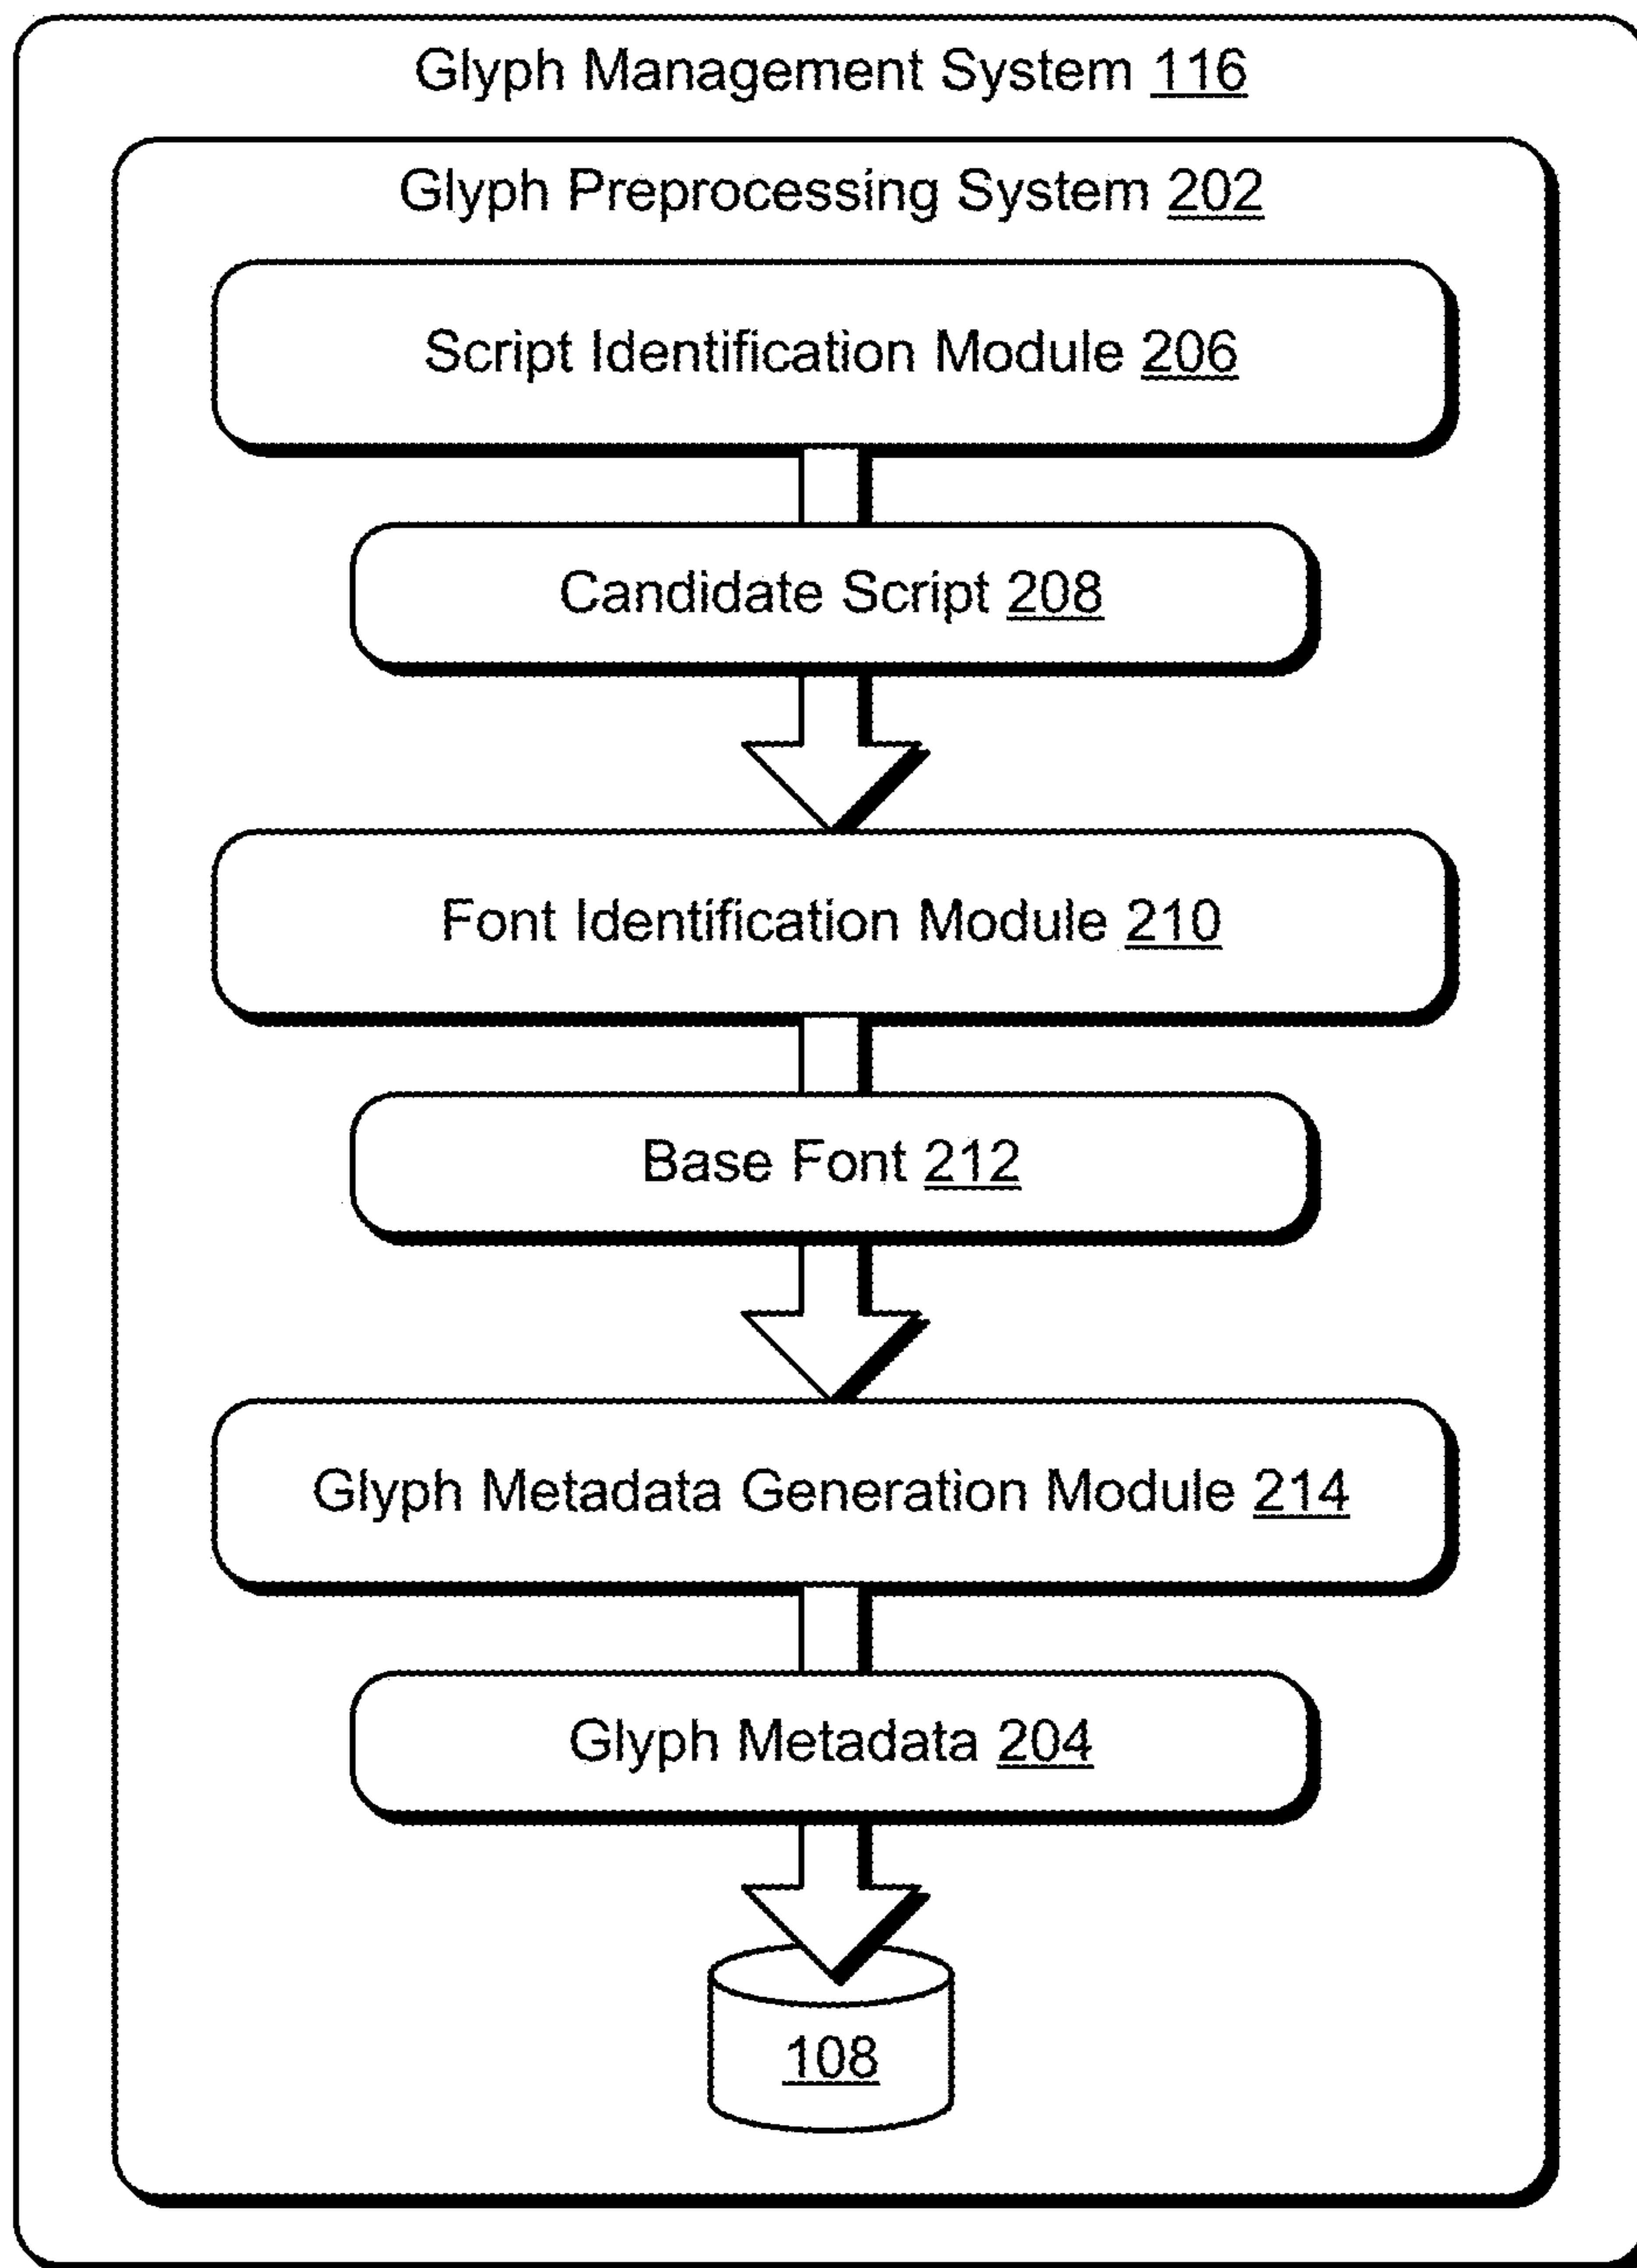 Glyph Management System 116
Glyph Preprocessing System 202
Script Identification Module 206
Candidate Script 208
Font Identification Module 210
Base Font 212
Glyph Metadata Generation Module 214
Glyph Metadata 204
108